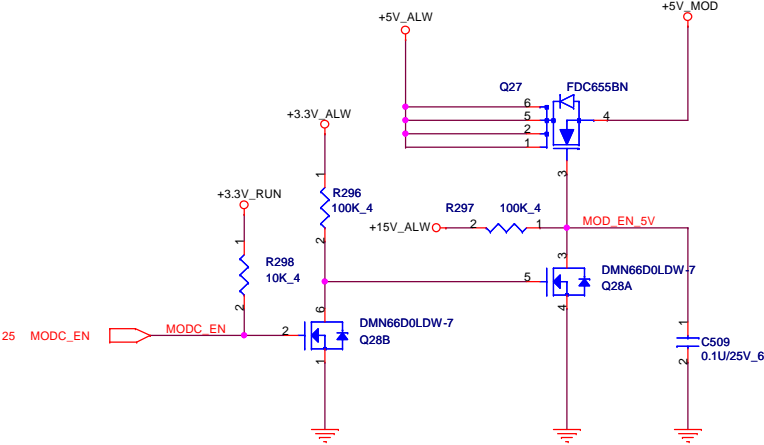 +5V_MOD
+5V_ALW
Q27 FDC655BN
6
5
2
1
4
3
+3.3V_ALW
1
R296
100K_4
2
+3.3V_RUN
1
R298
10K_4
2
R297 100K_4
+15V_ALW 2 1 MOD_EN_5V
3
5
DMN66D0LDW-7
Q28A
4
6
25 MODC_EN MODC_EN 2
DMN66D0LDW-7
Q28B
1
1
C509
0.1U/25V_6
2